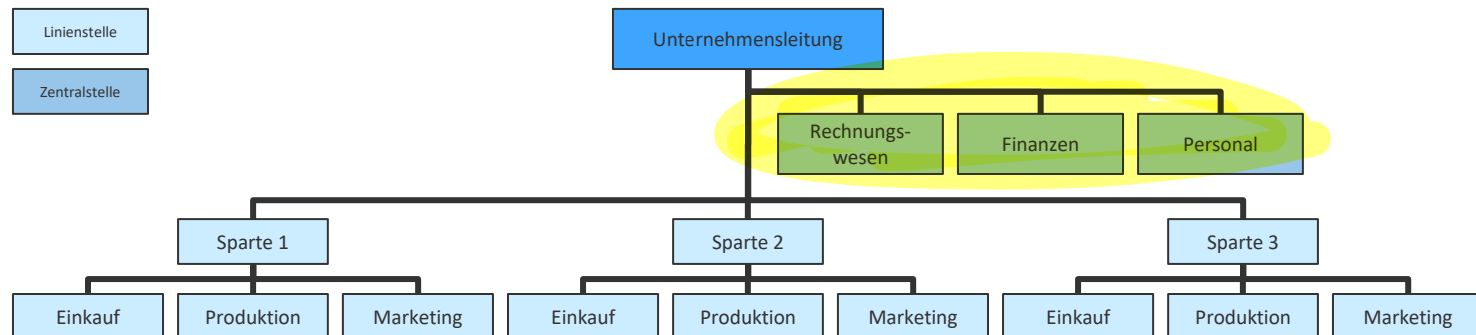 Linienstelle
Unternehmensleitung
Zentralstelle
Rechnungs-
wesen
Finanzen
Personal
Sparte 1
Sparte 2
Sparte 3
Einkauf
Produktion
Marketing
Einkauf
Produktion
Marketing
Einkauf
Produktion
Marketing